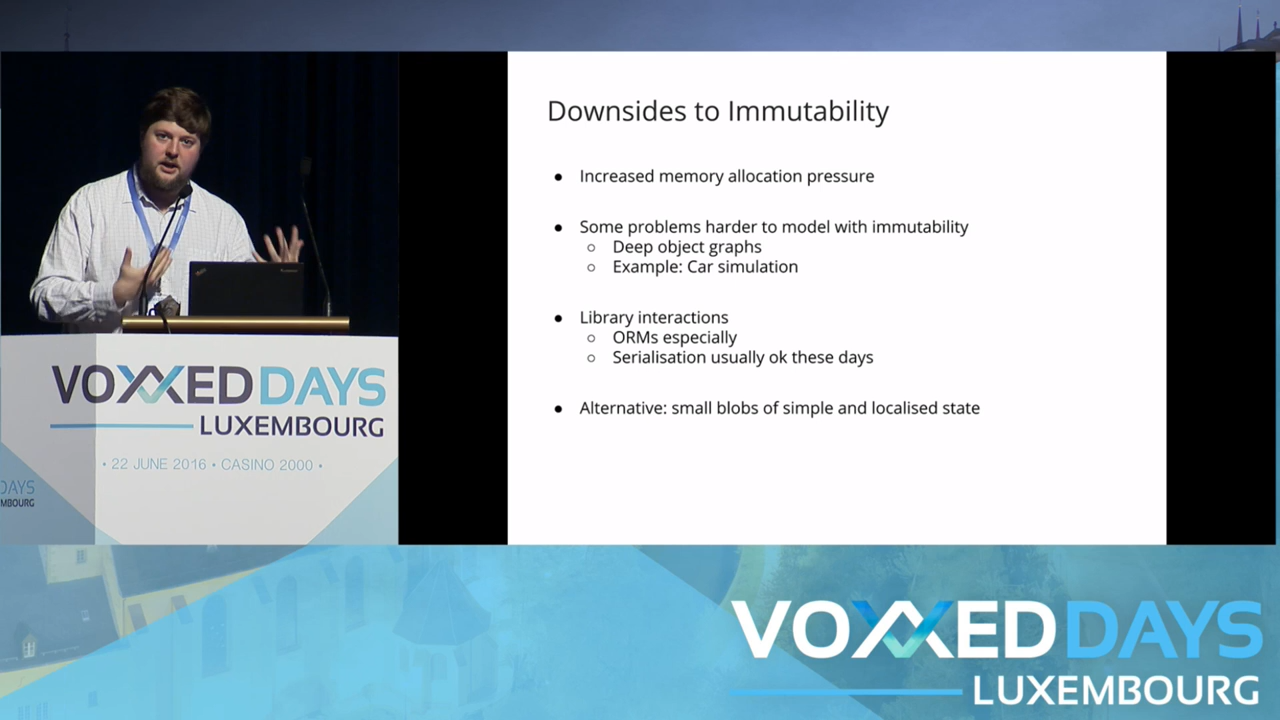 Downsides to Immutability
● Increased memory allocation pressure
● Some problems harder to model with immutability
○ Deep object graphs
○ Example: Car simulation
● Library interactions
○ ORMs especially
○ Serialisation usually ok these days
● Alternative: small blobs of simple and localised state
VOXXED DAYS
LUXEMBOURG
• 22 JUNE 2016 • CASINO 2000 •
DAYS
MBOURG
VOXXED DAYS
LUXEMBOURG